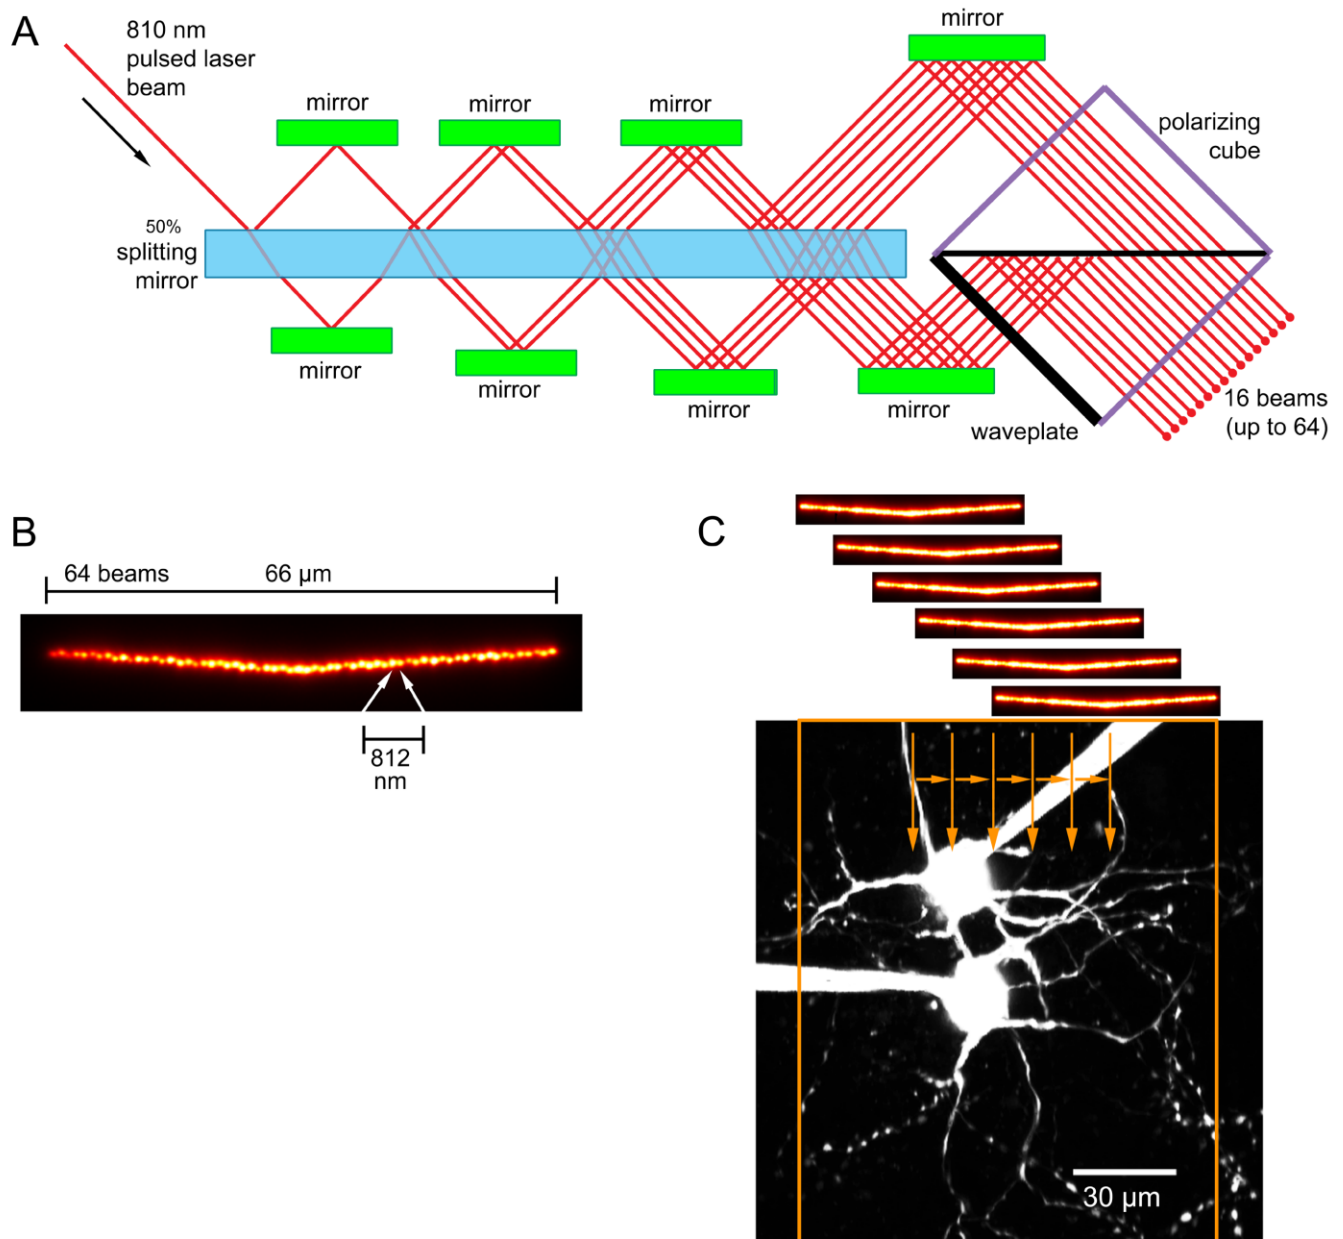 A
810 nm
pulsed laser
beam
mirror
mirror
mirror
mirror
polarizing
cube
50%
splitting
mirror
mirror
mirror
mirror
mirror
waveplate
16 beams
(up to 64)
B
64 beams
66 µm
812
nm
C
30 µm